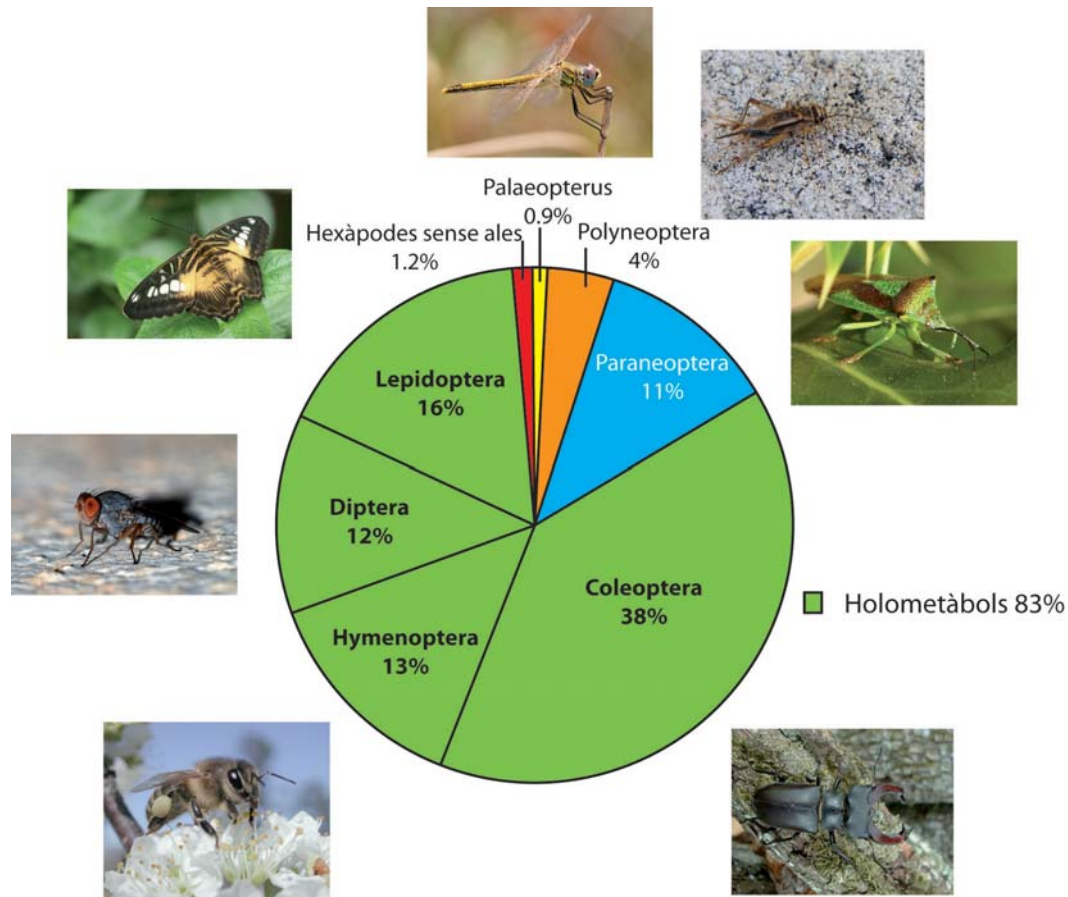 Palaeopterus
0.9%
Hexàpodes sense ales
1.2%
Polyneoptera
4%
Paraneoptera
11%
Lepidoptera
16%
Diptera
12%
Coleoptera
38%
Hymenoptera
13%
Holometàbols 83%